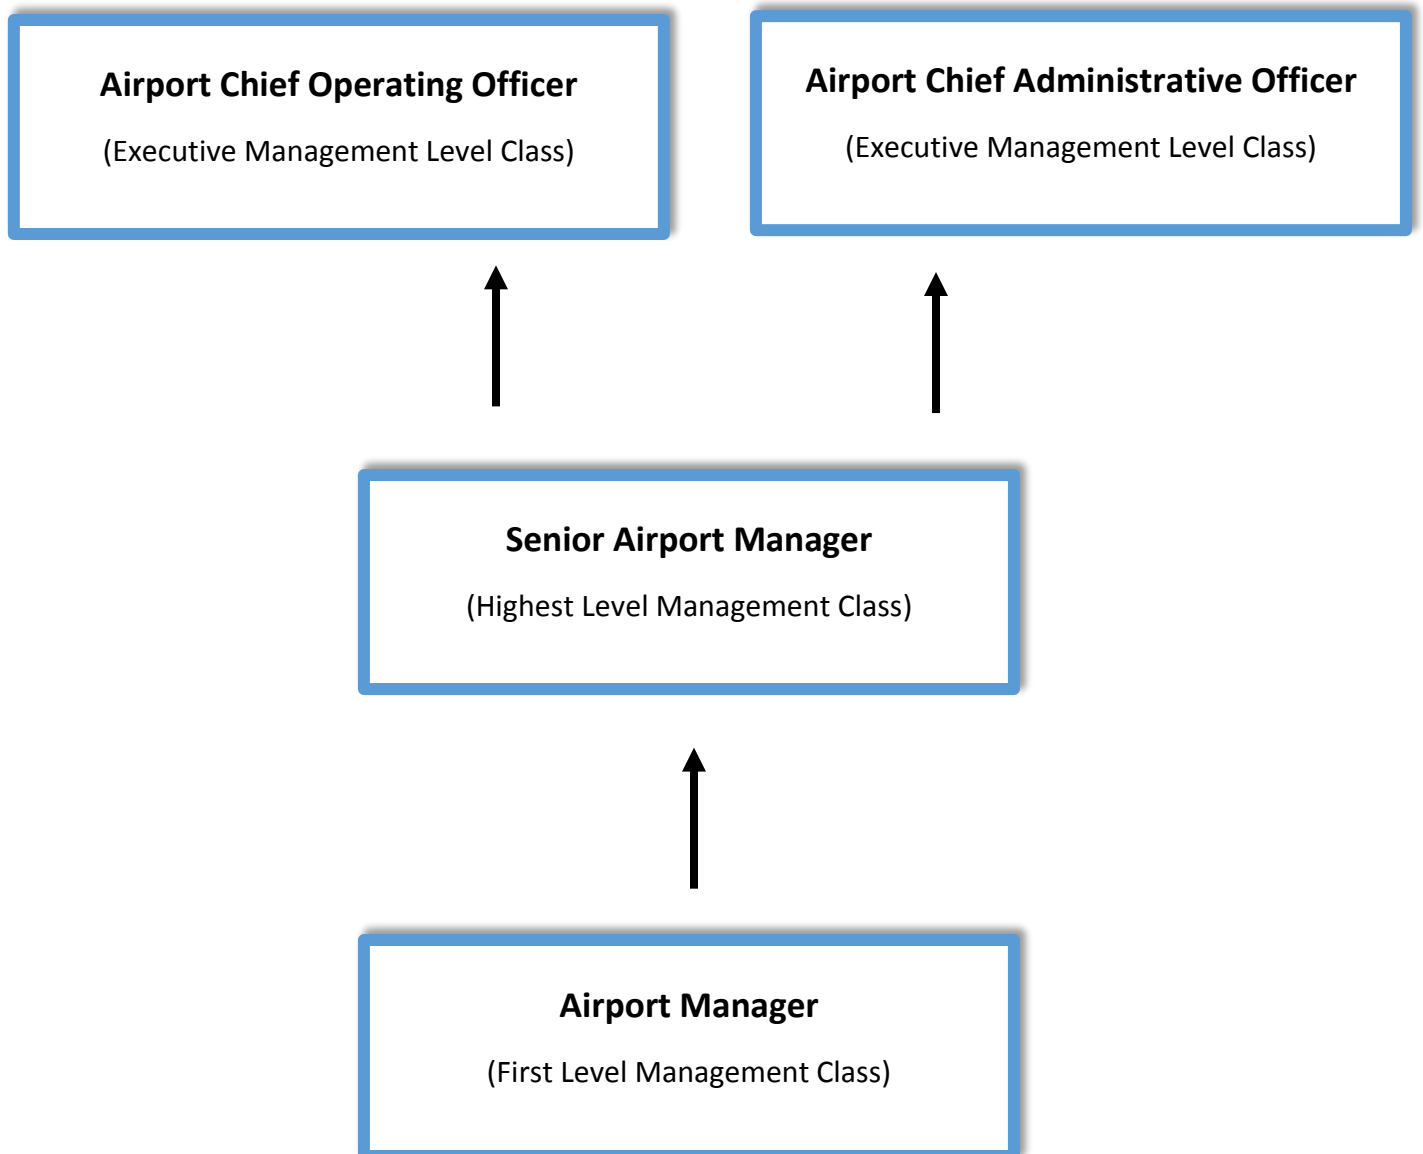 Airport Chief Operating Officer
(Executive Management Level Class)
Airport Chief Administrative Officer
(Executive Management Level Class)
Senior Airport Manager
(Highest Level Management Class)
Airport Manager
(First Level Management Class)